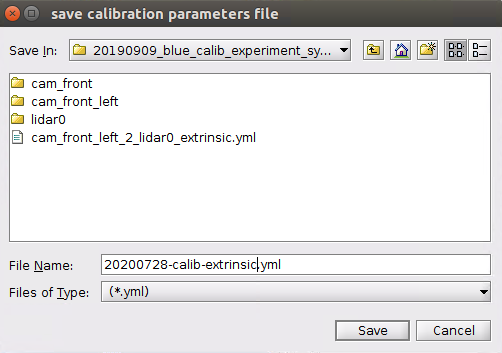 save calibration parameters file
Save In: 20190909_blue_calib_experiment_sy...
cam_front
cam_front_left
lidar0
cam_front_left_2_lidar0_extrinsic.yml
File Name: 20200728-calib-extrinsic.yml
Files of Type: (*.yml)
Save Cancel